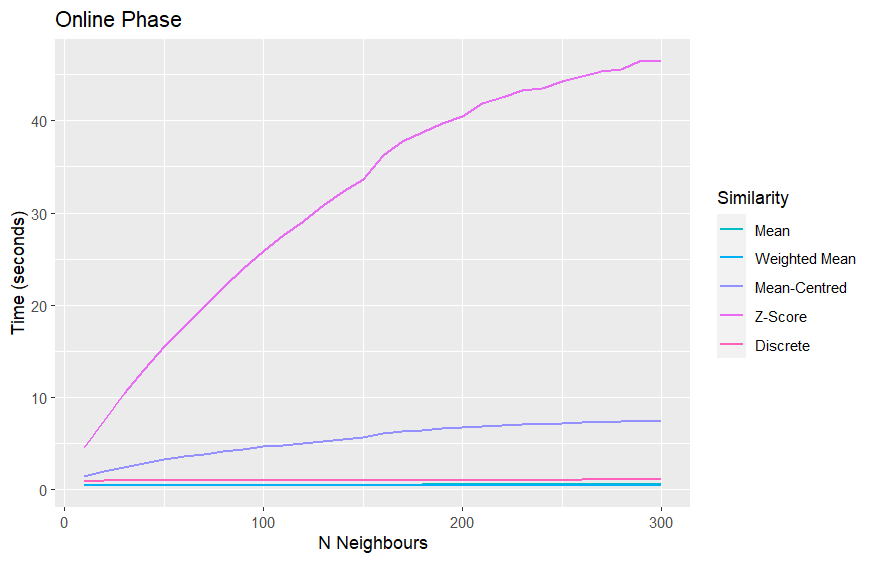 Online Phase
Time (seconds)
40
30
20
10
0
0 100 200 300
N Neighbours
Similarity
Mean
Weighted Mean
Mean-Centred
Z-Score
Discrete